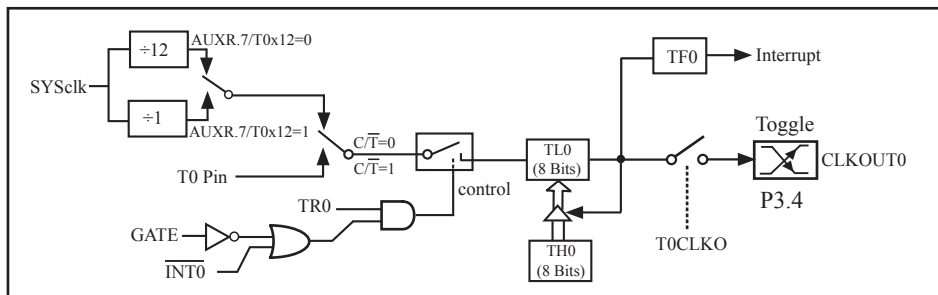 ÷12
AUXR.7/T0x12=0
SYSclk
÷1
AUXR.7/T0x12=1
C/T̅=0
C/T̅=1
T0 Pin
control
TR0
GATE
I̅N̅T̅0̅
TL0
(8 Bits)
TH0
(8 Bits)
TF0
Interrupt
Toggle
CLKOUT0
P3.4
T0CLKO